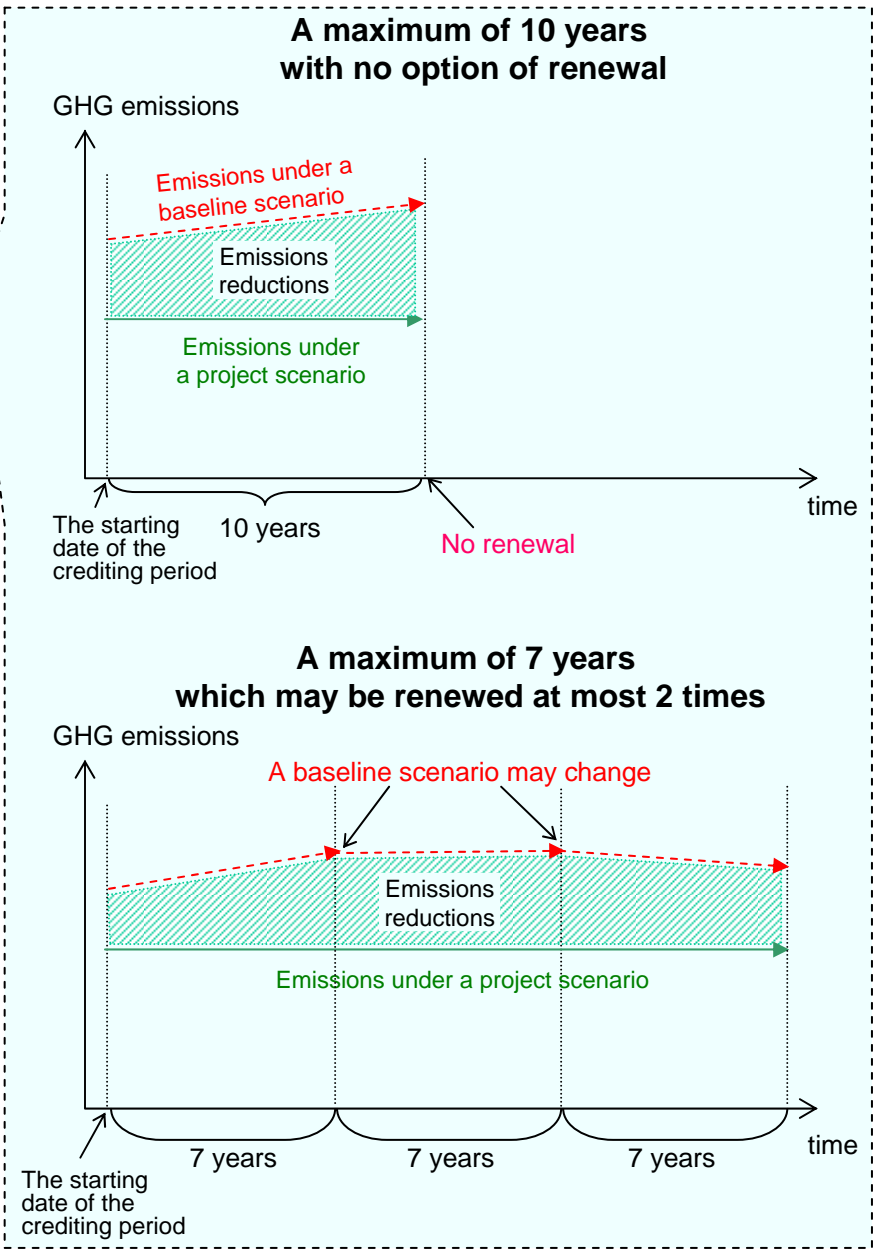 A maximum of 10 years
with no option of renewal
GHG emissions
Emissions under a
baseline scenario
Emissions
reductions
Emissions under
a project scenario
time
The starting
date of the
crediting period
10 years
No renewal
A maximum of 7 years
which may be renewed at most 2 times
GHG emissions
A baseline scenario may change
Emissions
reductions
Emissions under a project scenario
time
7 years
7 years
7 years
The starting
date of the
crediting period